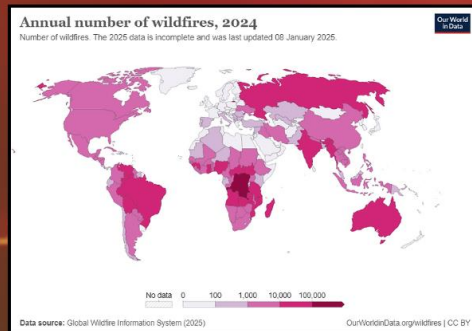 Annual number of wildfires, 2024
Our World
in Data
Number of wildfires. The 2025 data is incomplete and was last updated 08 January 2025.
No data 0 100 1,000 10,000 100,000
Data source: Global Wildfire Information System (2025) OurWorldinData.org/wildfires | CC BY